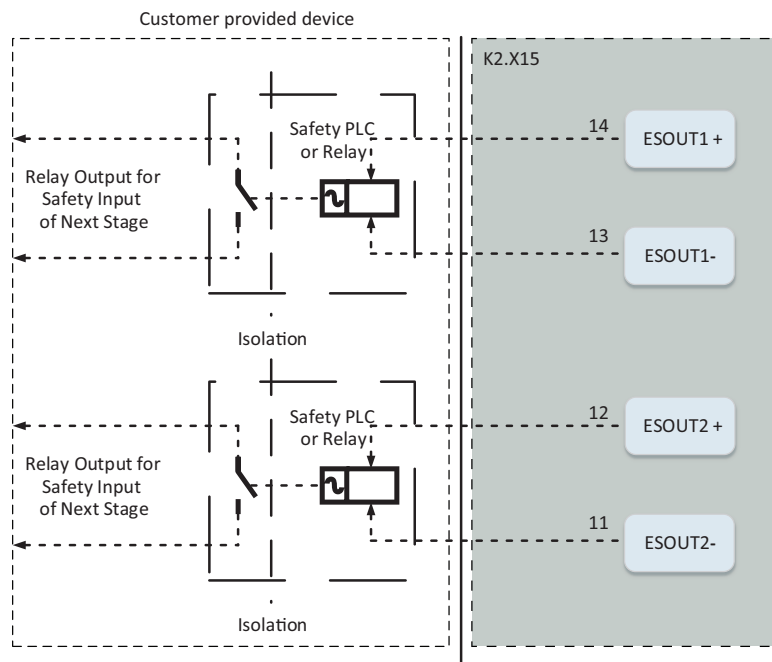 Customer provided device
K2.X15
Safety PLC
or Relay
14
ESOUT1 +
Relay Output for
Safety Input
of Next Stage
13
ESOUT1-
Isolation
Safety PLC
or Relay
12
ESOUT2 +
Relay Output for
Safety Input
of Next Stage
11
ESOUT2-
Isolation